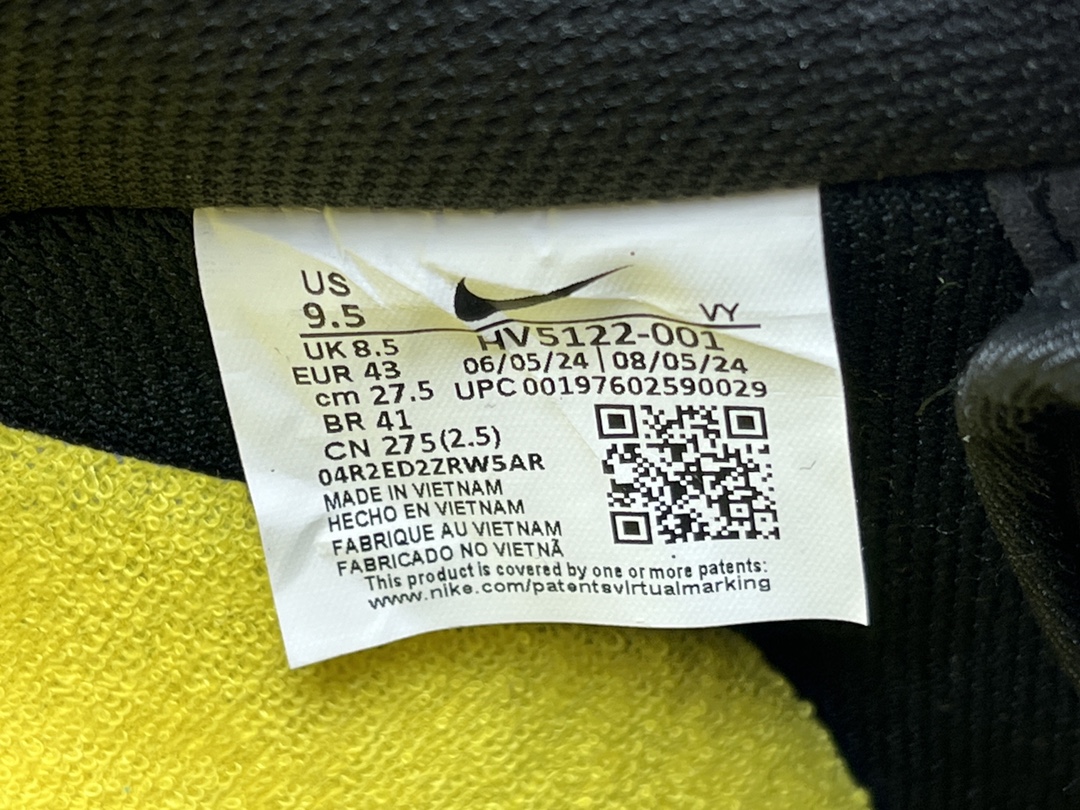 US
9.5
VY
UK 8.5
HV5122-001
EUR 43
06/05/24 | 08/05/24
cm 27.5
UPC 00197602590029
BR 41
CN 275(2.5)
04R2ED2ZRW5AR
MADE IN VIETNAM
HECHO EN VIETNAM
FABRIQUE AU VIETNAM
FABRICADO NO VIETNÃ
This product is covered by one or more patents:
www.nike.com/patentsvirtualmarking